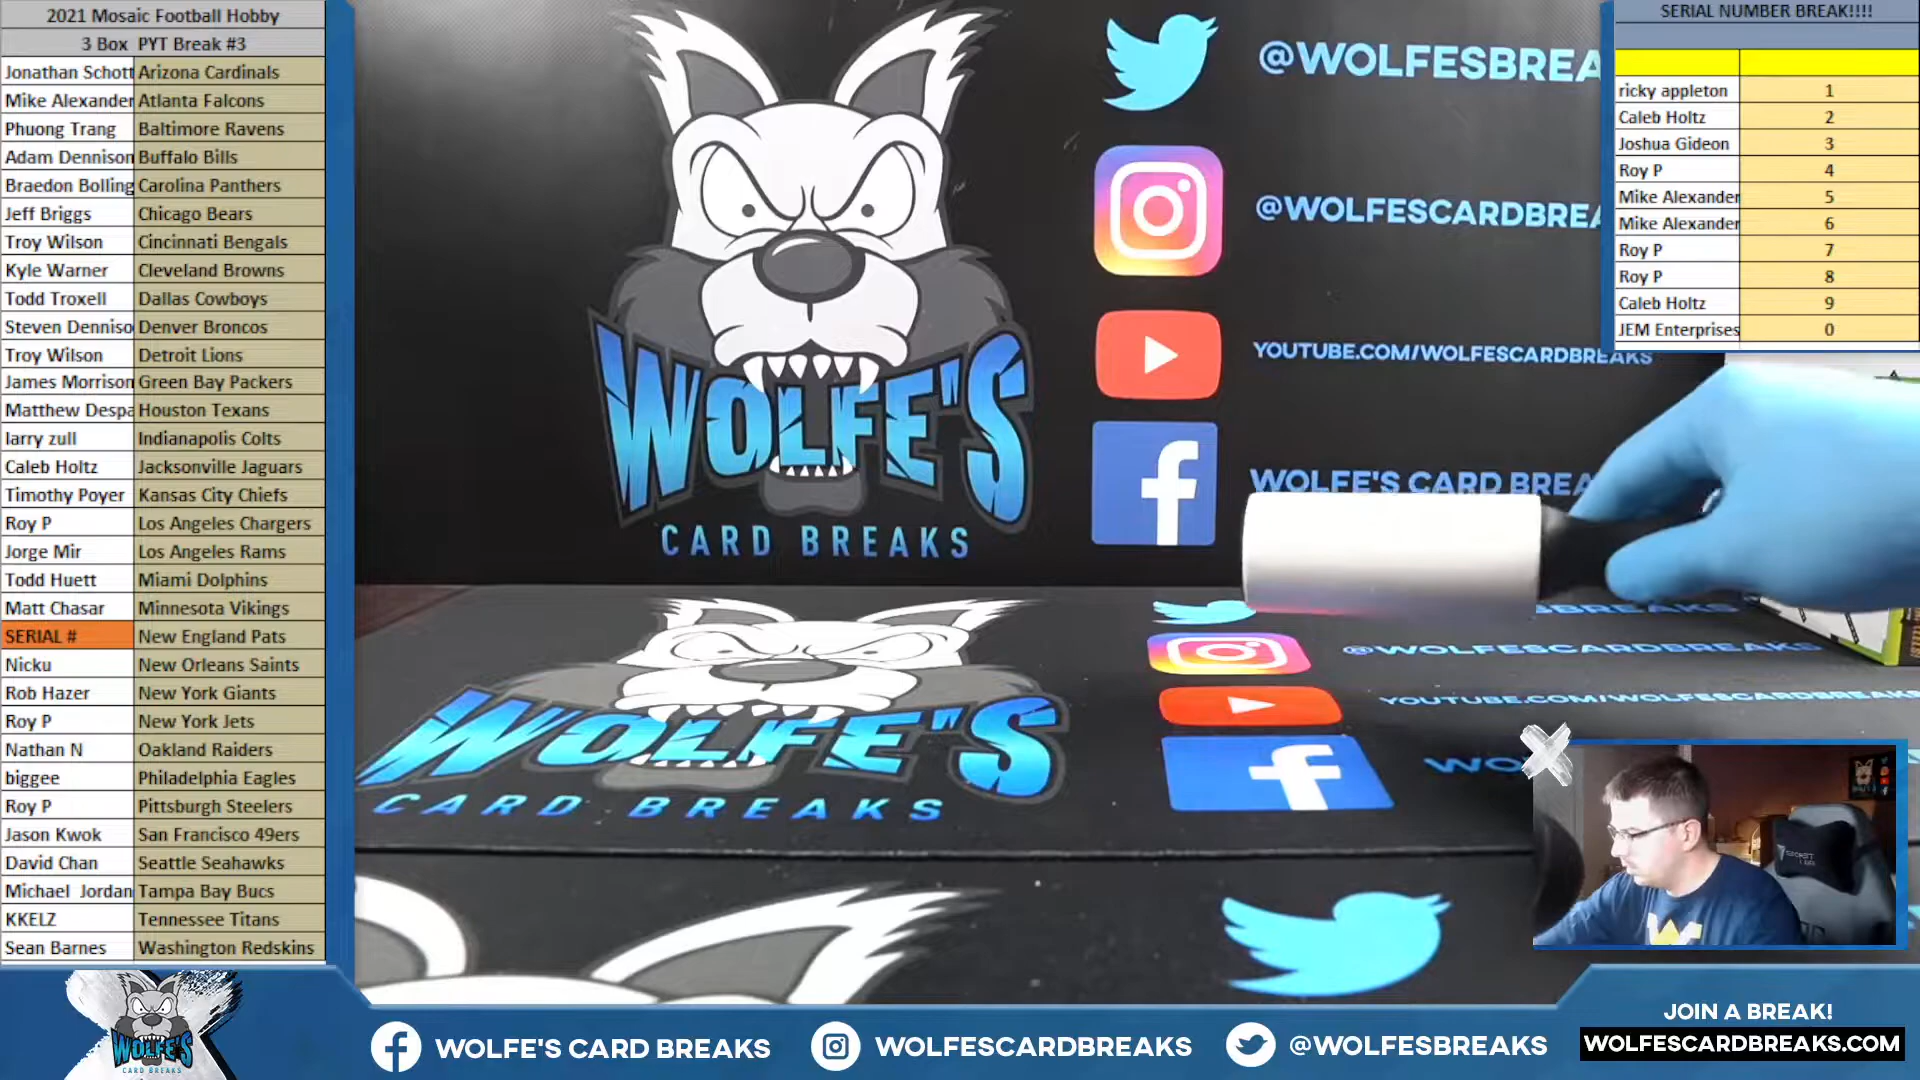 2021 Mosaic Football Hobby
3 Box PYT Break #3
Jonathan Schott Arizona Cardinals
Mike Alexander Atlanta Falcons
Phuong Trang Baltimore Ravens
Adam Dennison Buffalo Bills
Braedon Bolling Carolina Panthers
Jeff Briggs Chicago Bears
Troy Wilson Cincinnati Bengals
Kyle Warner Cleveland Browns
Todd Troxell Dallas Cowboys
Steven Denniso Denver Broncos
Troy Wilson Detroit Lions
James Morrison Green Bay Packers
Matthew Despa Houston Texans
larry zull Indianapolis Colts
Caleb Holtz Jacksonville Jaguars
Timothy Poyer Kansas City Chiefs
Roy P Los Angeles Chargers
Jorge Mir Los Angeles Rams
Todd Huett Miami Dolphins
Matt Chasar Minnesota Vikings
SERIAL # New England Pats
Nicku New Orleans Saints
Rob Hazer New York Giants
Roy P New York Jets
Nathan N Oakland Raiders
biggee Philadelphia Eagles
Roy P Pittsburgh Steelers
Jason Kwok San Francisco 49ers
David Chan Seattle Seahawks
Michael Jordan Tampa Bay Bucs
KKELZ Tennessee Titans
Sean Barnes Washington Redskins
SERIAL NUMBER BREAK!!!!
ricky appleton 1
Caleb Holtz 2
Joshua Gideon 3
Roy P 4
Mike Alexander 5
Mike Alexander 6
Roy P 7
Roy P 8
Caleb Holtz 9
JEM Enterprises 0
@WOLFESBREA
@WOLFESCARDBREA
YOUTUBE.COM/WOLFESCARDBREAKS
WOLFE'S CARD BREA
WOLFE'S
CARD BREAKS
@WOLFESCARDBREAKS
YOUTUBE.COM/WOLFESCARDBREAKS
WOLFE'S
CARD BREAKS
WOLFE'S
CARD BREAKS
WOLFE'S CARD BREAKS
WOLFESCARDBREAKS
@WOLFESBREAKS
JOIN A BREAK!
WOLFESCARDBREAKS.COM